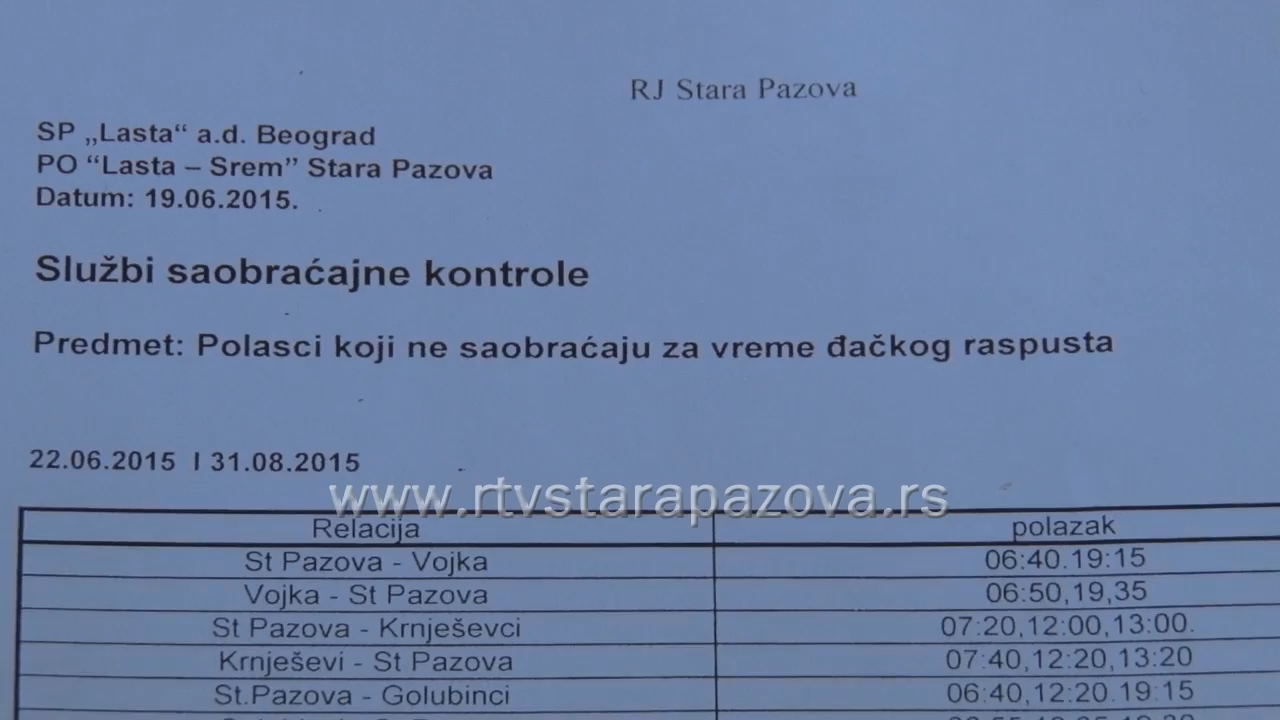 RJ Stara Pazova
SP „Lasta“ a.d. Beograd
PO “Lasta – Srem” Stara Pazova
Datum: 19.06.2015.
Službi saobraćajne kontrole
Predmet: Polasci koji ne saobraćaju za vreme đačkog raspusta
22.06.2015 I 31.08.2015
www.rtvstarapazova.rs
Relacija polazak
St Pazova - Vojka 06:40.19:15
Vojka - St Pazova 06:50,19,35
St Pazova - Krnješevci 07:20,12:00,13:00.
Krnješevi - St Pazova 07:40,12:20,13:20
St.Pazova - Golubinci 06:40,12:20.19:15